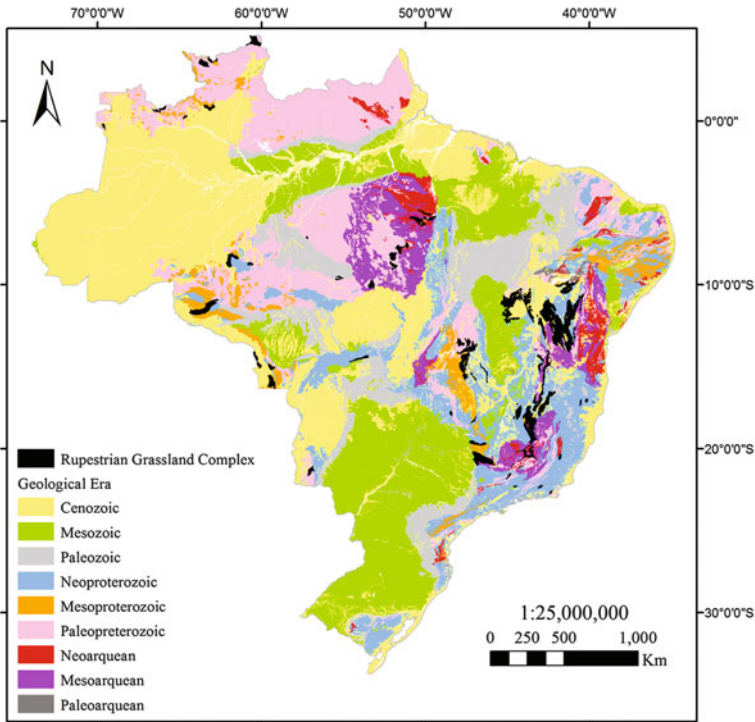 70°0'0"W 60°0'0"W 50°0'0"W 40°0'0"W
N
0°0'0"
10°0'0"S
20°0'0"S
30°0'0"S
Rupestrian Grassland Complex
Geological Era
Cenozoic
Mesozoic
Paleozoic
Neoproterozoic
Mesoproterozoic
Paleopreterozoic
Neoarquean
Mesoarquean
Paleoarquean
1:25,000,000
0 250 500 1,000
Km